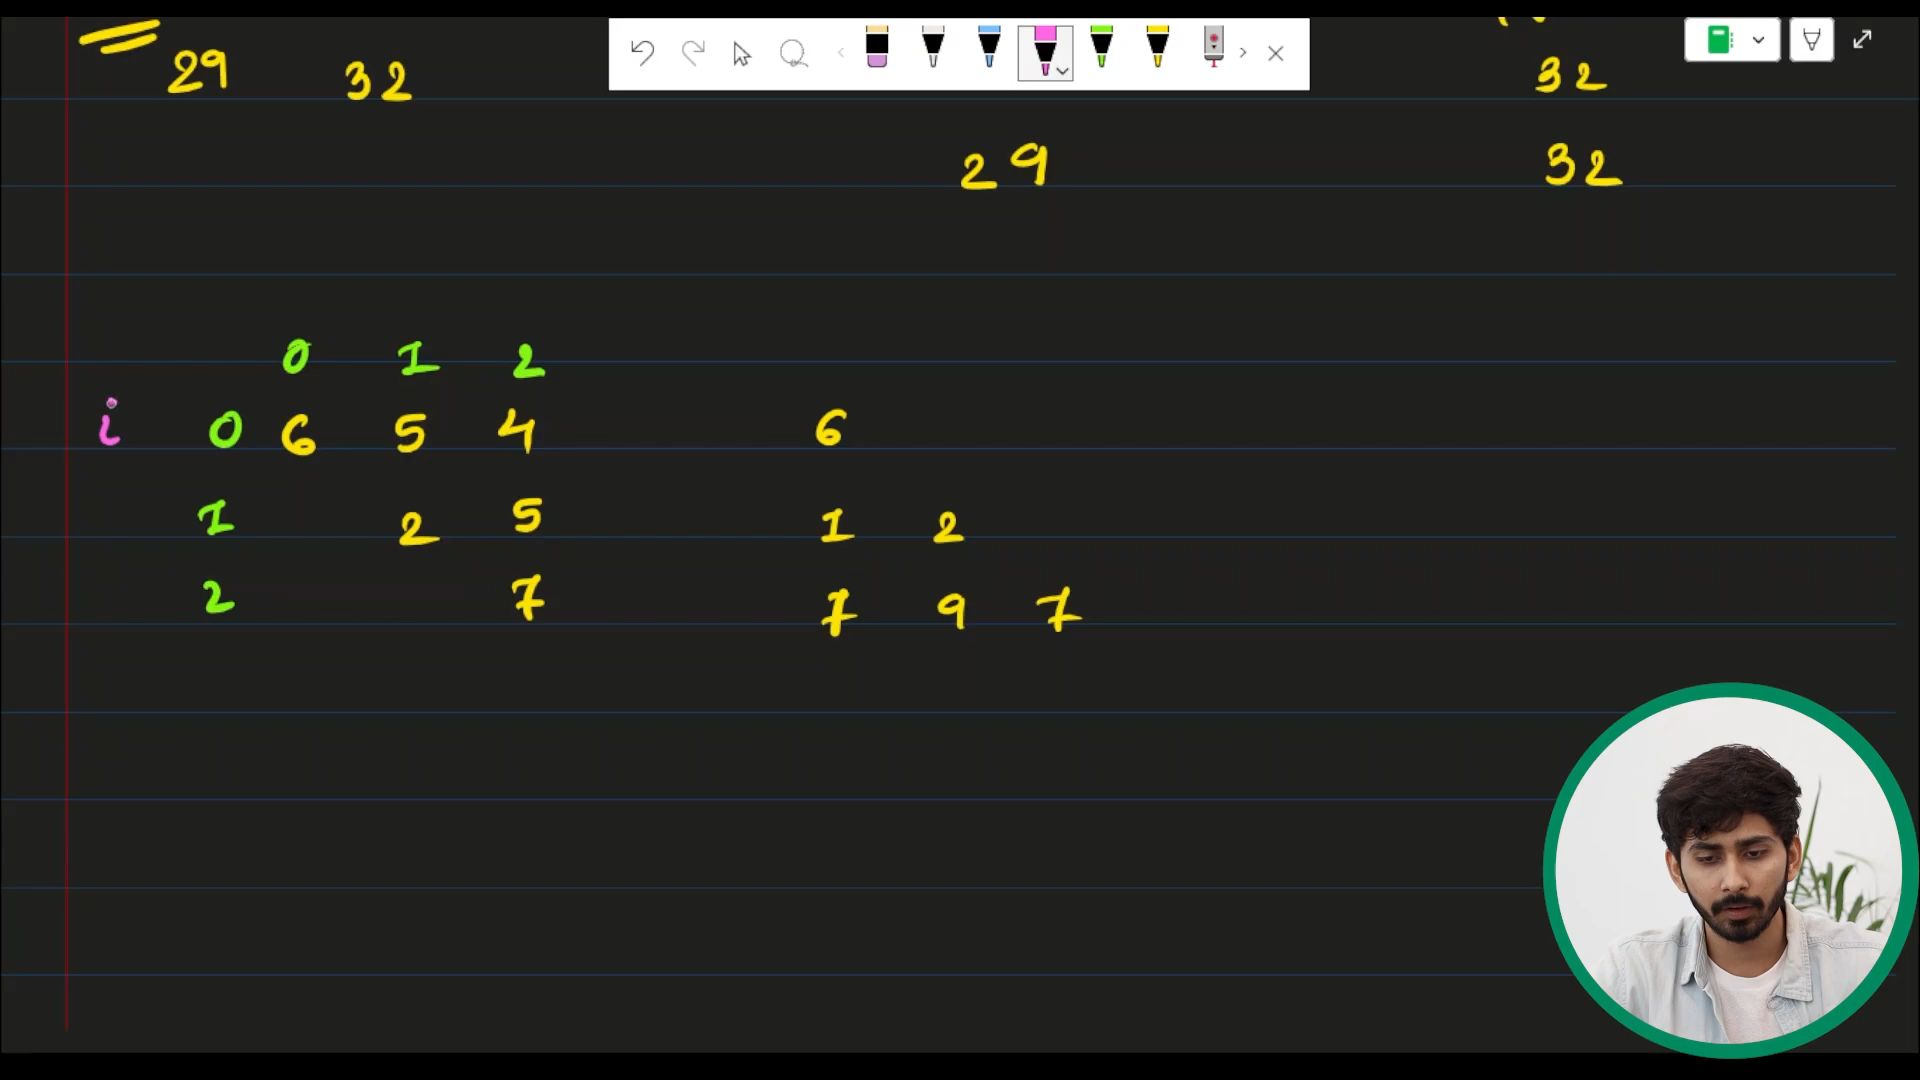 29 32 32
29 32
0 1 2
i 0 6 5 4 6
1 2 5 1 2
2 7 7 9 7